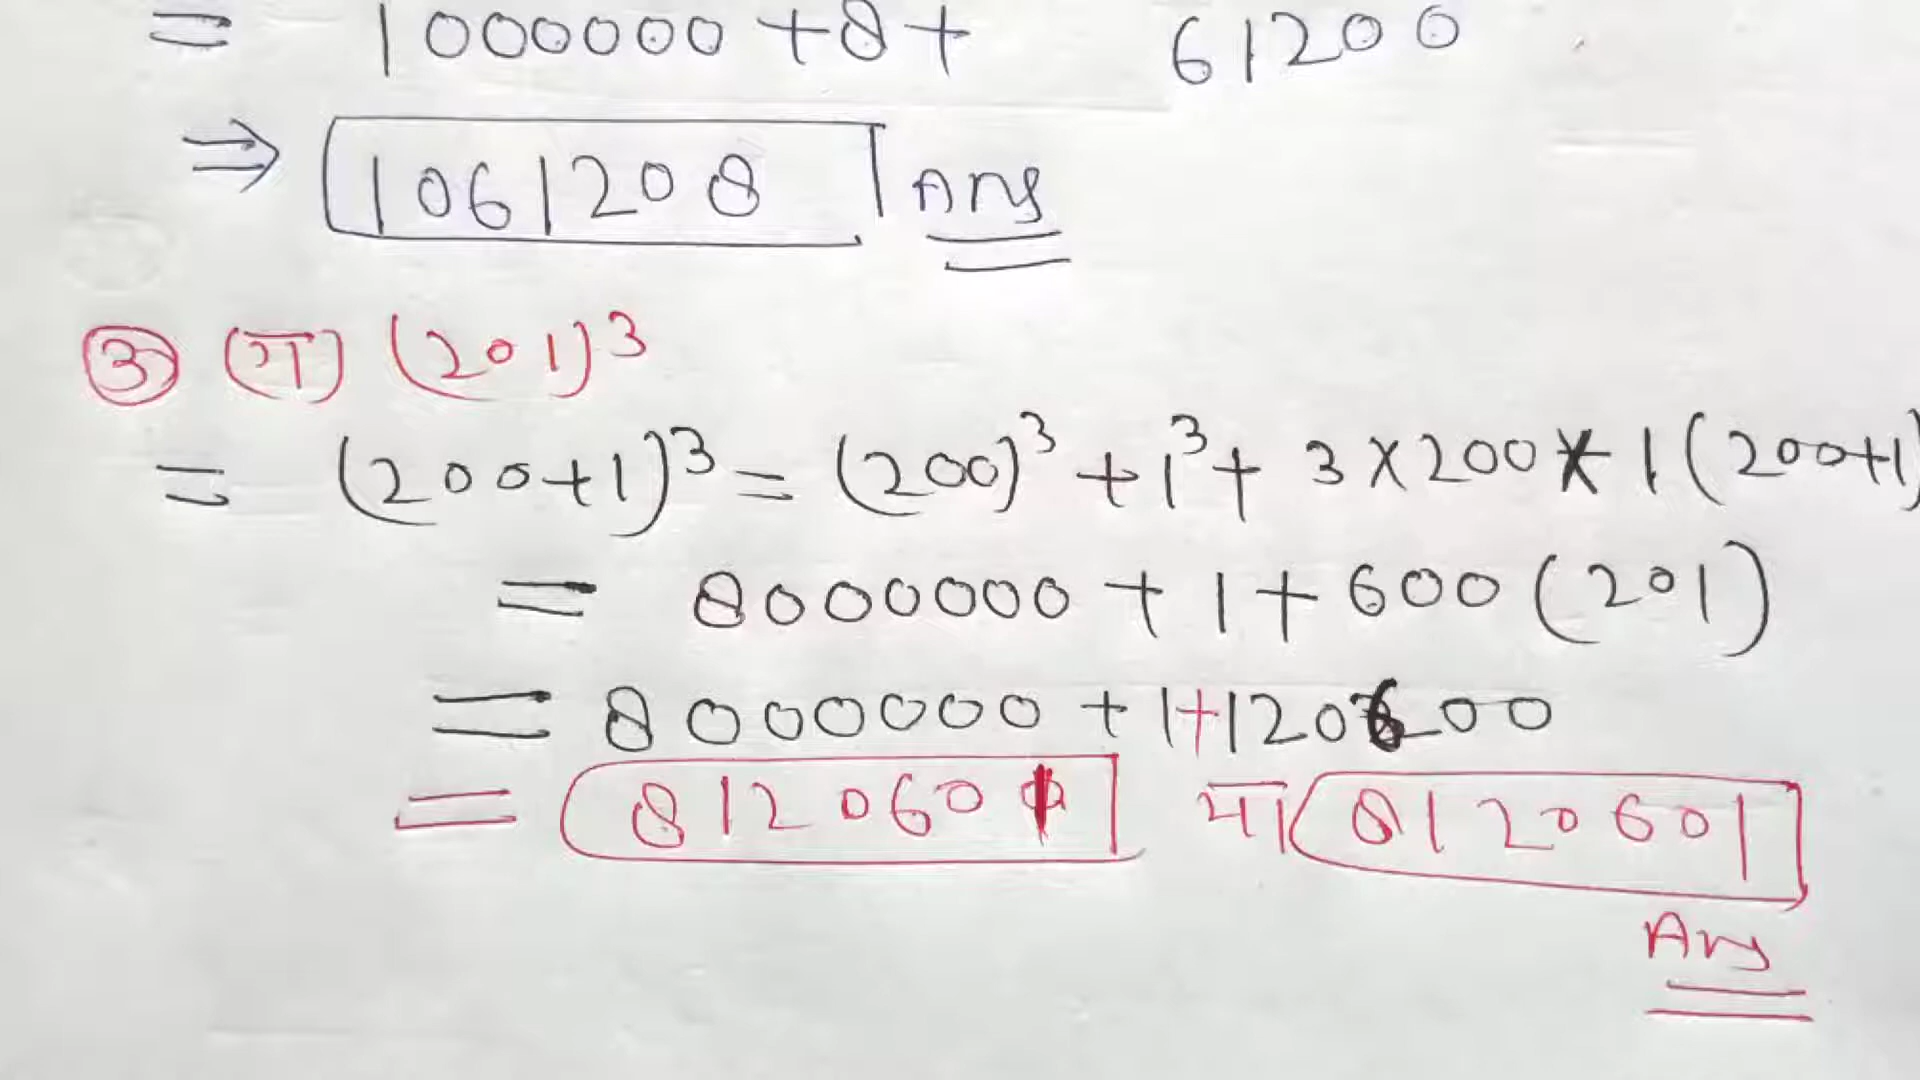 = 1000000 +8+ 61200
⇒ 1061208 Ans
③ (ग) (201)³
= (200+1)³ = (200)³ + 1³ + 3 × 200 × 1 (200+1)
= 8000000 + 1 + 600 (201)
= 8000000 + 1 + 120600
= 8120601 या 8120601
Ans